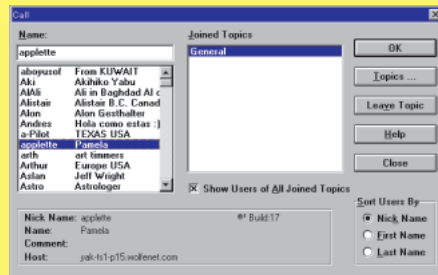 Call
Name:
applette
aboyusof From KUWAIT
Aki Akihiko Yabu
AlAli Ali in Baghdad Al c
Alistair Alistair B.C. Canad
Alon Alon Gesthalter
Andres Hola como estas :)
a-Pilot TEXAS USA
applette Pamela
arth art timmers
Arthur Europe USA
Aslan Jeff Wright
Astro Astrologer
Joined Topics
General
Show Users of All Joined Topics
OK
Topics ...
Leave Topic
Help
Close
Sort Users By
Nick Name
First Name
Last Name
Nick Name: applette Build:17
Name: Pamela
Comment:
Host: yak-ts1-p15.wolfenet.com